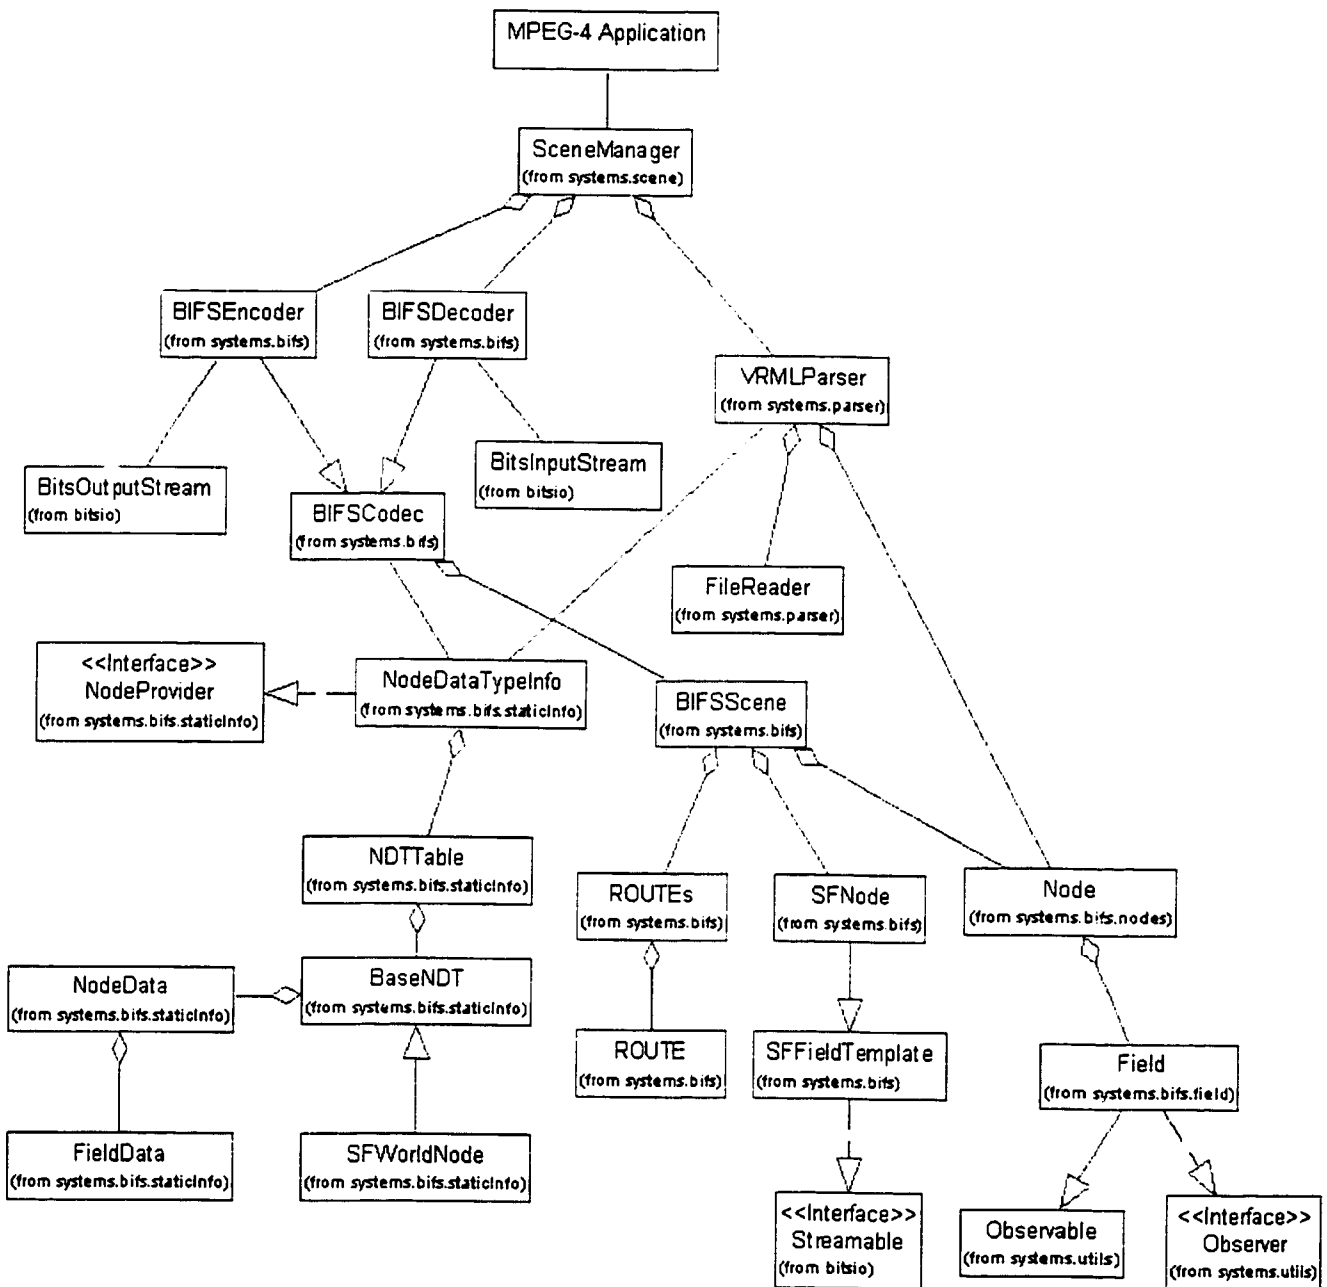 MPEG-4 Application
SceneManager
(from systems.scene)
BIFSEncoder
(from systems.bifs)
BIFSDecoder
(from systems.bifs)
VRMLParser
(from systems.parser)
BitsOutputStream
(from bitsio)
BitsInputStream
(from bitsio)
BIFSCodec
(from systems.bifs)
FileReader
(from systems.parser)
<<Interface>>
NodeProvider
(from systems.bifs.staticInfo)
NodeDataTypeInfo
(from systems.bifs.staticInfo)
BIFSScene
(from systems.bifs)
NDTTable
(from systems.bifs.staticInfo)
ROUTEs
(from systems.bifs)
SFNode
(from systems.bifs)
Node
(from systems.bifs.nodes)
NodeData
(from systems.bifs.staticInfo)
BaseNDT
(from systems.bifs.staticInfo)
ROUTE
(from systems.bifs)
SFFieldTemplate
(from systems.bifs)
Field
(from systems.bifs.field)
FieldData
(from systems.bifs.staticInfo)
SFWorldNode
(from systems.bifs.staticInfo)
<<Interface>>
Streamable
(from bitsio)
Observable
(from systems.utils)
<<Interface>>
Observer
(from systems.utils)